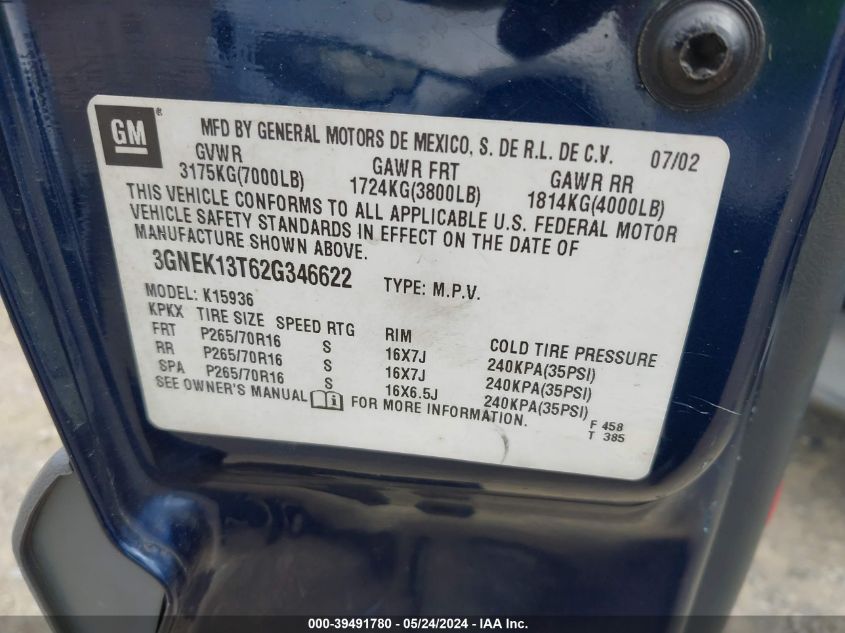 GM ®
MFD BY GENERAL MOTORS DE MEXICO, S. DE R.L. DE C.V. 07/02
GVWR GAWR FRT GAWR RR
3175KG(7000LB) 1724KG(3800LB) 1814KG(4000LB)
THIS VEHICLE CONFORMS TO ALL APPLICABLE U.S. FEDERAL MOTOR
VEHICLE SAFETY STANDARDS IN EFFECT ON THE DATE OF
MANUFACTURE SHOWN ABOVE.
3GNEK13T62G346622 TYPE: M.P.V.
MODEL: K15936
KPKX TIRE SIZE SPEED RTG RIM COLD TIRE PRESSURE
FRT P265/70R16 S 16X7J 240KPA(35PSI)
RR P265/70R16 S 16X7J 240KPA(35PSI)
SPA P265/70R16 S 16X6.5J 240KPA(35PSI)
SEE OWNER'S MANUAL i FOR MORE INFORMATION.
F 458
T 385
000-39491780 - 05/24/2024 - IAA Inc.